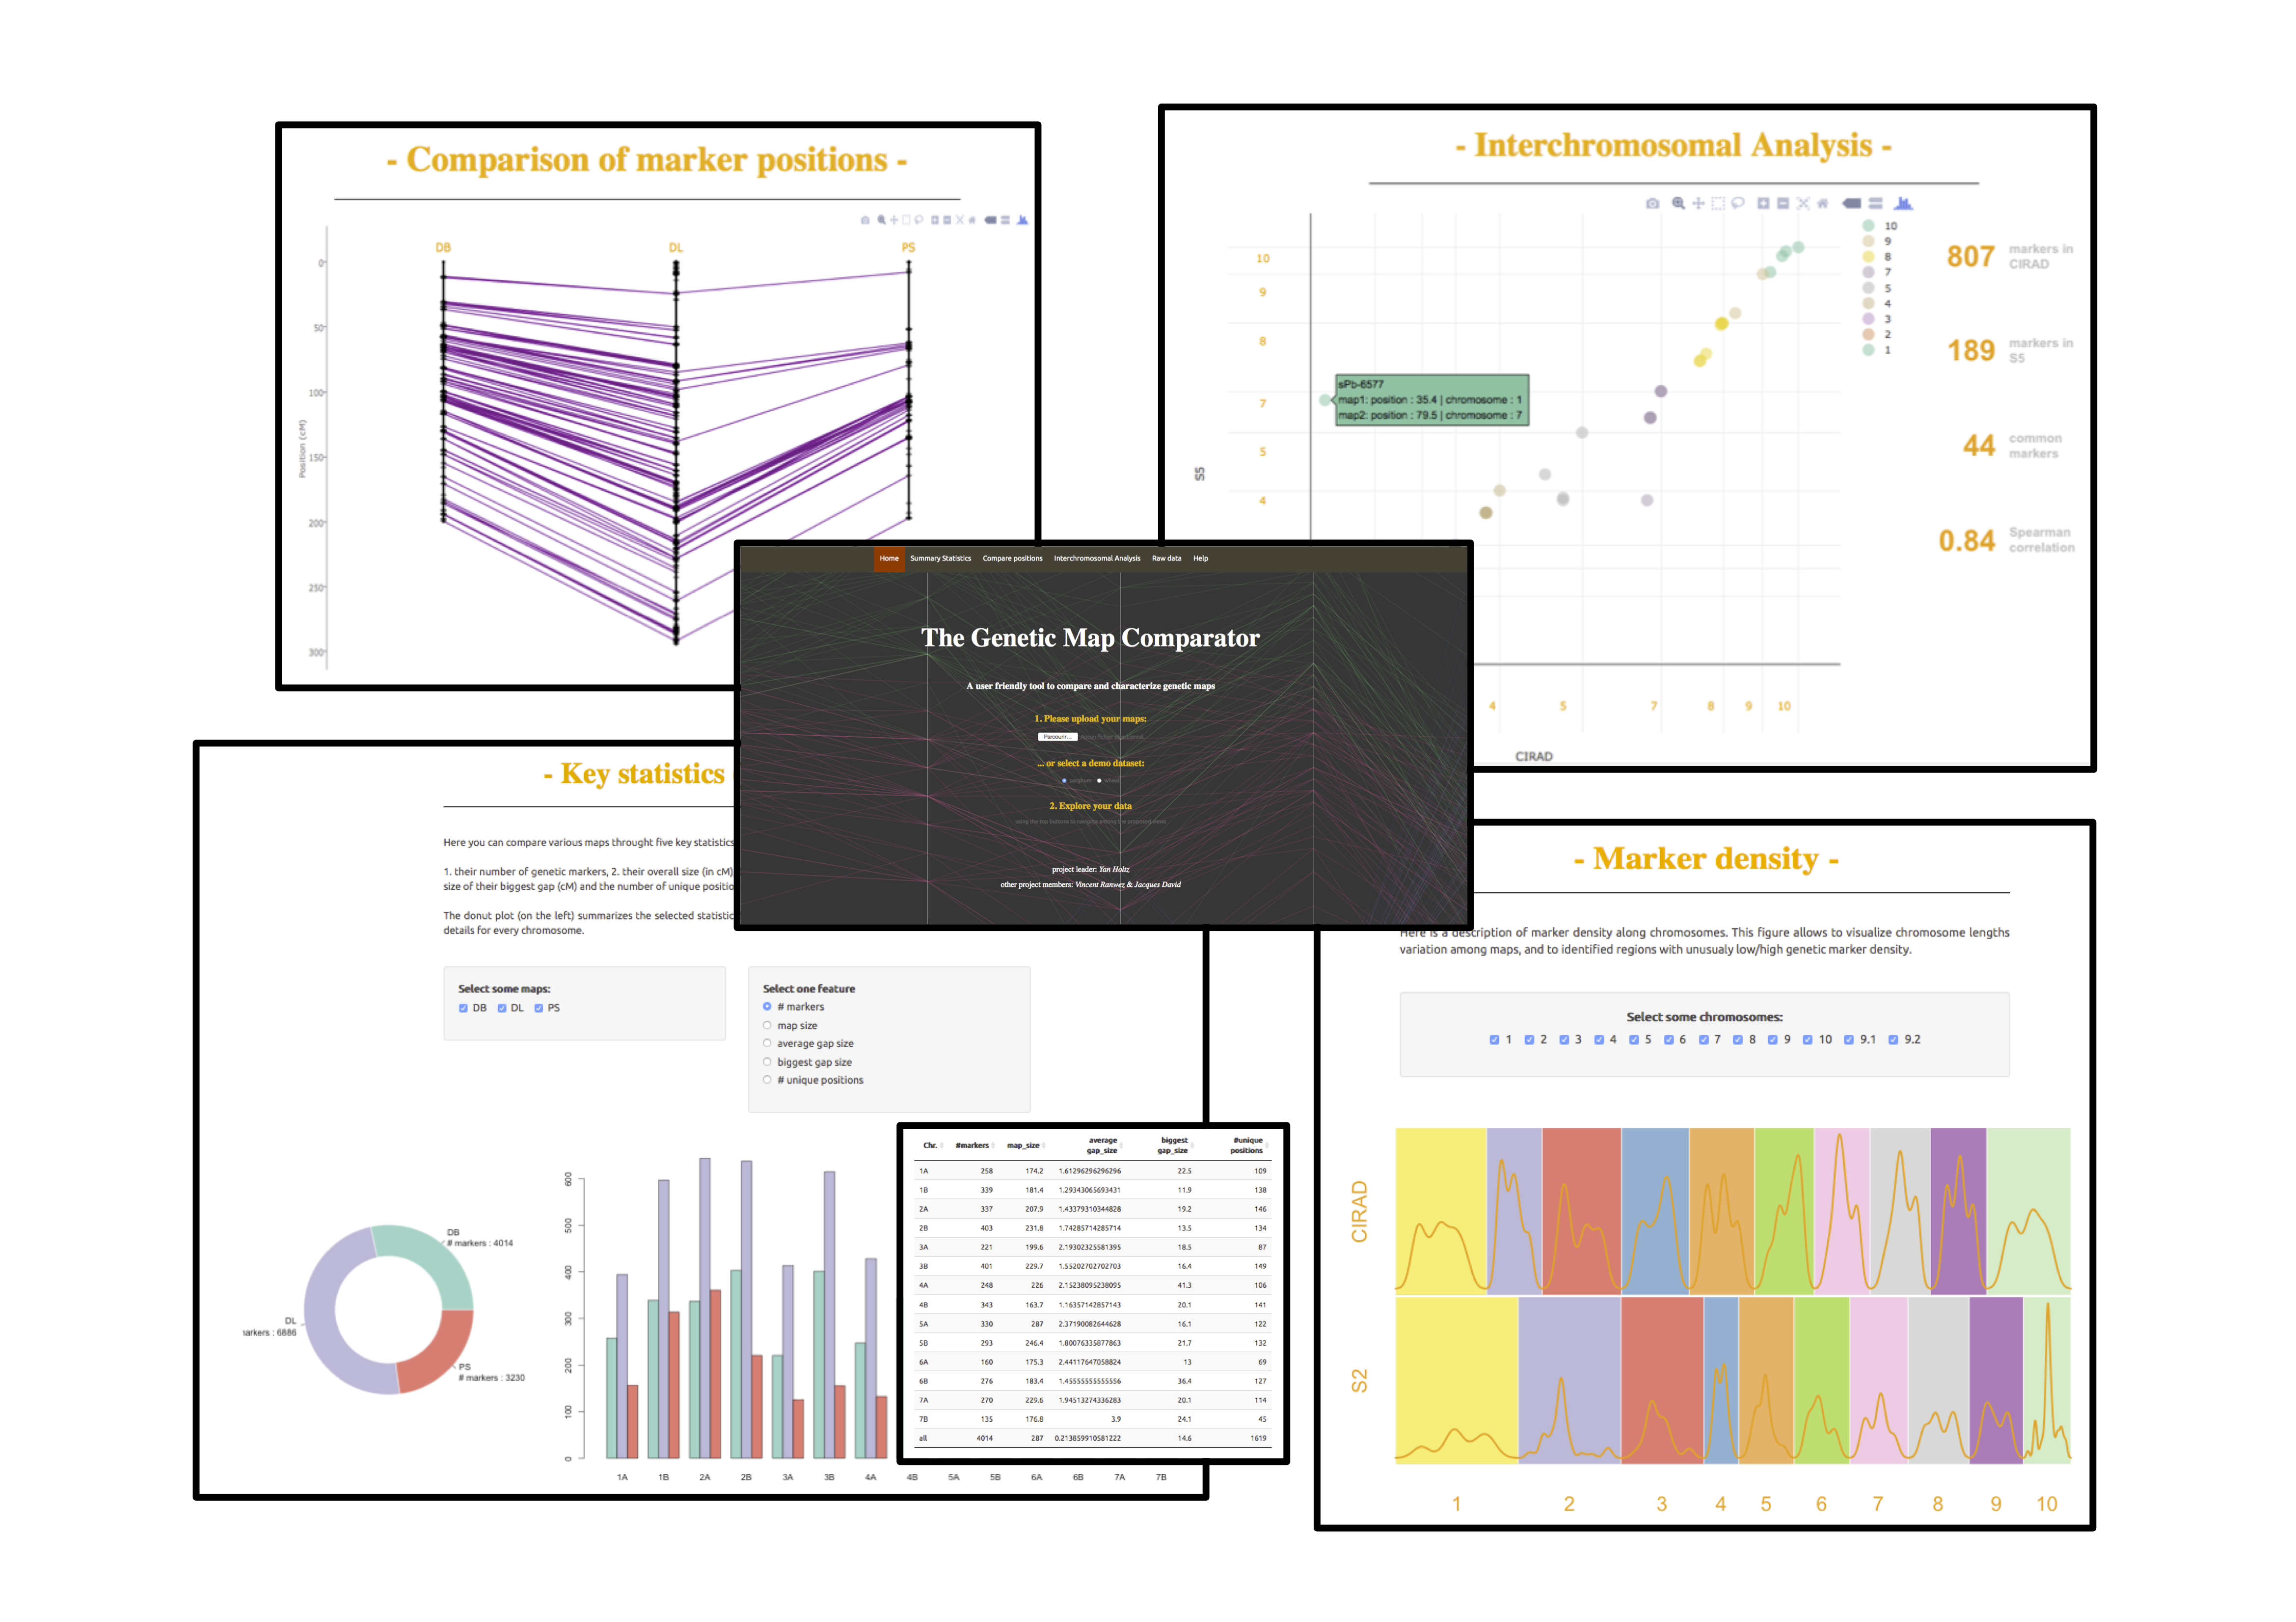 - Comparison of marker positions -
DB DL PS
0
50
100
150
200
250
300
Position (cM)
- Interchromosomal Analysis -
10
9
8
7
5
4
S5
sPb-6577
map1: position : 35.4 | chromosome : 1
map2: position : 79.5 | chromosome : 7
10
9
8
7
5
4
3
2
1
807 markers in
CIRAD
189 markers in
S5
44 common
markers
0.84 Spearman
correlation
4 5 7 8 9 10
CIRAD
Home Summary Statistics Compare positions Interchromosomal Analysis Raw data Help
The Genetic Map Comparator
A user friendly tool to compare and characterize genetic maps
1. Please upload your maps:
Parcourir...
... or select a demo dataset:
2. Explore your data
using the top buttons to navigate among the proposed views
project leader: Yan Holtz
other project members: Vincent Ranwez & Jacques David
- Key statistics
Here you can compare various maps throught five key statistics
1. their number of genetic markers, 2. their overall size (in cM)
size of their biggest gap (cM) and the number of unique positio
The donut plot (on the left) summarizes the selected statistic
details for every chromosome.
Select some maps:
DB DL PS
Select one feature
# markers
map size
average gap size
biggest gap size
# unique positions
DB
# markers : 4014
DL
arkers : 6886
PS
# markers : 3230
600
500
400
300
200
100
0
1A 1B 2A 2B 3A 3B 4A 4B 5A 5B 6A 6B 7A 7B
Chr. #markers map_size average gap_size biggest gap_size #unique positions
1A 258 174.2 1.61296296296296 22.5 109
1B 339 181.4 1.29343065693431 11.9 138
2A 337 207.9 1.43379310344828 19.2 146
2B 403 231.8 1.74285714285714 13.5 134
3A 221 199.6 2.19302325581395 18.5 87
3B 401 229.7 1.55202702702703 16.4 149
4A 248 226 2.15238095238095 41.3 106
4B 343 163.7 1.16357142857143 20.1 141
5A 330 287 2.37190082644628 16.1 122
5B 293 246.4 1.80076335877863 21.7 132
6A 160 175.3 2.44117647058824 13 69
6B 276 183.4 1.45555555555556 36.4 127
7A 270 229.6 1.94513274336283 20.1 114
7B 135 176.8 3.9 24.1 45
all 4014 287 0.213859910581222 14.6 1619
- Marker density -
Here is a description of marker density along chromosomes. This figure allows to visualize chromosome lengths
variation among maps, and to identified regions with unusualy low/high genetic marker density.
Select some chromosomes:
1 2 3 4 5 6 7 8 9 10 9.1 9.2
CIRAD
S2
1 2 3 4 5 6 7 8 9 10